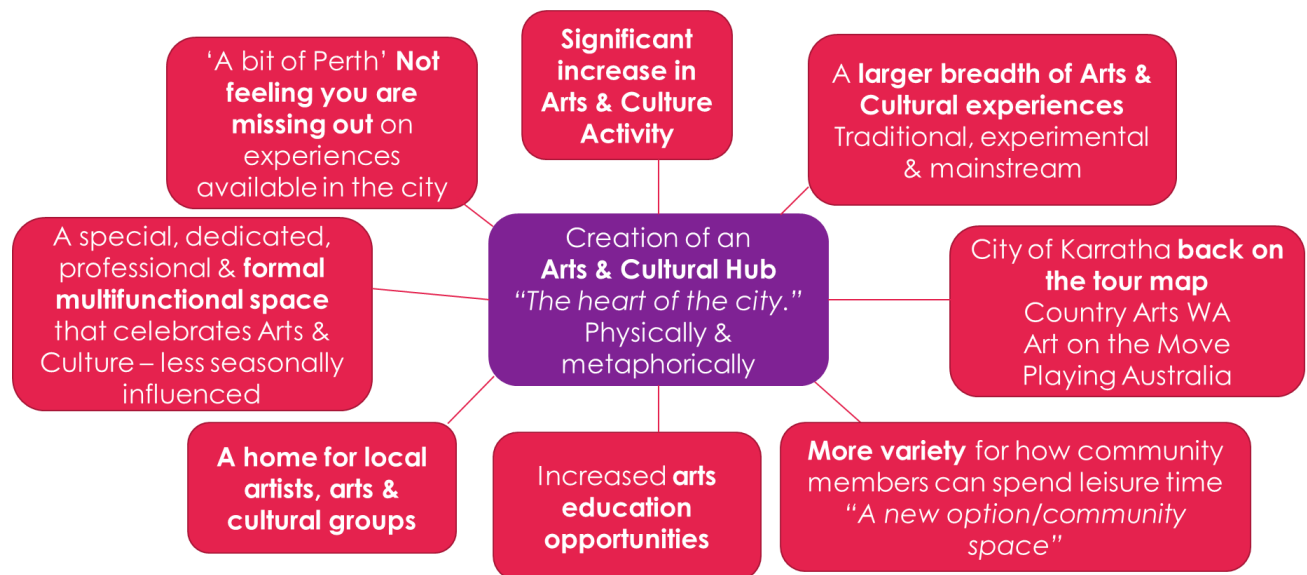 Significant
increase in
Arts & Culture
Activity
‘A bit of Perth’ Not
feeling you are
missing out on
experiences
available in the city
A larger breadth of Arts &
Cultural experiences
Traditional, experimental
& mainstream
A special, dedicated,
professional & formal
multifunctional space
that celebrates Arts &
Culture – less seasonally
influenced
Creation of an
Arts & Cultural Hub
“The heart of the city.”
Physically &
metaphorically
City of Karratha back on
the tour map
Country Arts WA
Art on the Move
Playing Australia
A home for local
artists, arts &
cultural groups
Increased arts
education
opportunities
More variety for how community
members can spend leisure time
“A new option/community
space”